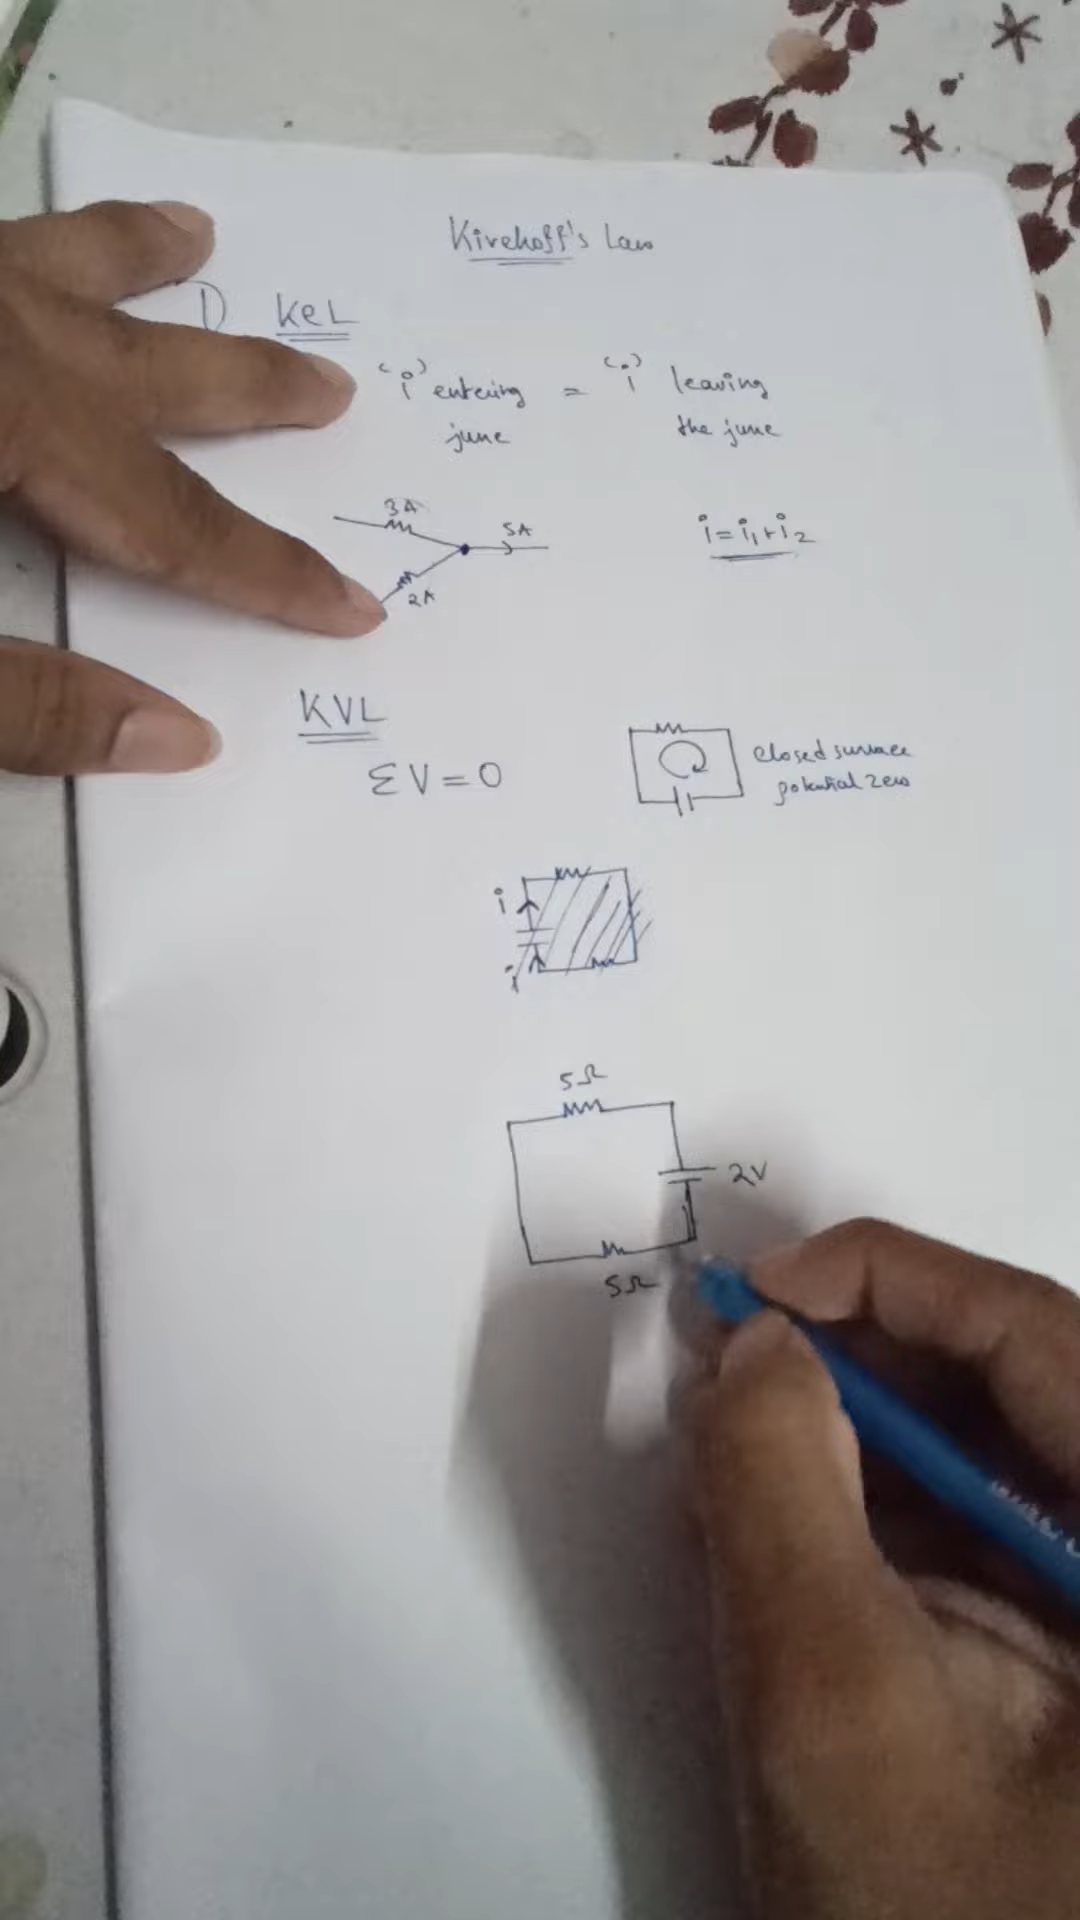 Kirchoff's Law
1) KCL
"i" entering = "i" leaving
junc the junc
3A
5A
i = i₁ + i₂
2A
KVL
ΣV = 0
closed surface
potential zero
i
i
5Ω
2V
5Ω